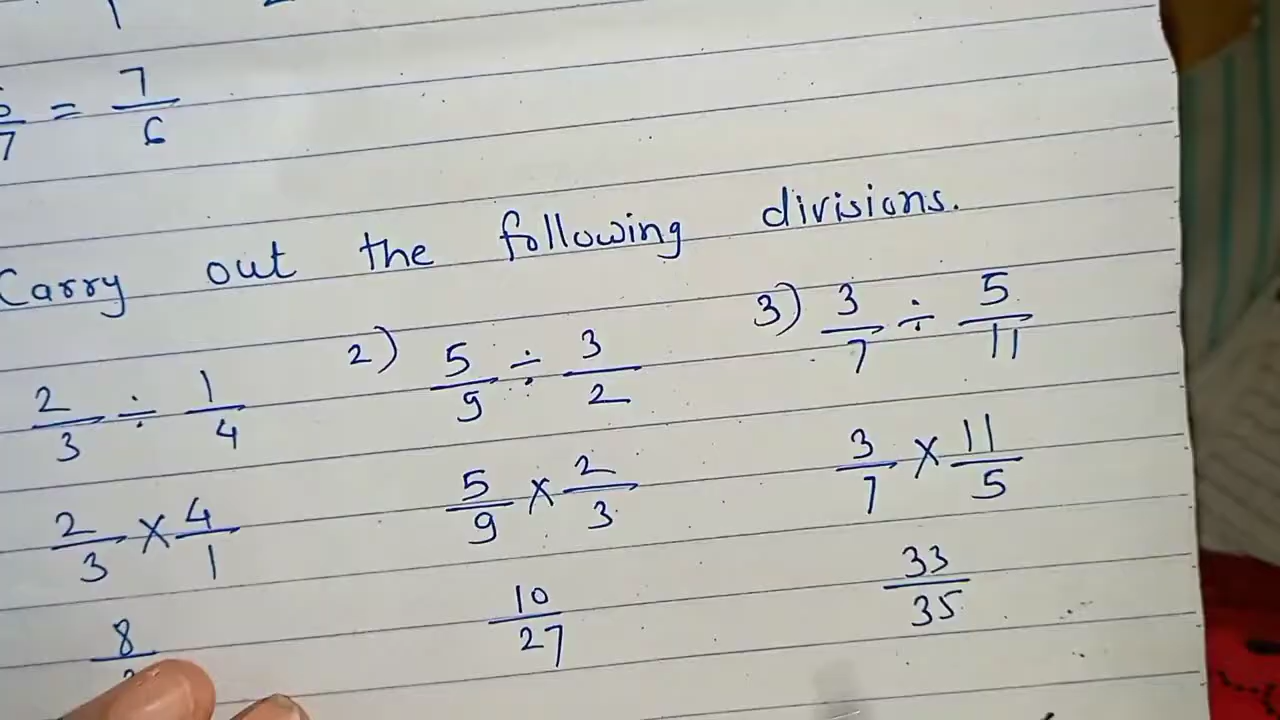 = 7/6
Carry out the following divisions.
2/3 ÷ 1/4 2) 5/9 ÷ 3/2 3) 3/7 ÷ 5/11
2/3 × 4/1 5/9 × 2/3 3/7 × 11/5
8 10/27 33/35